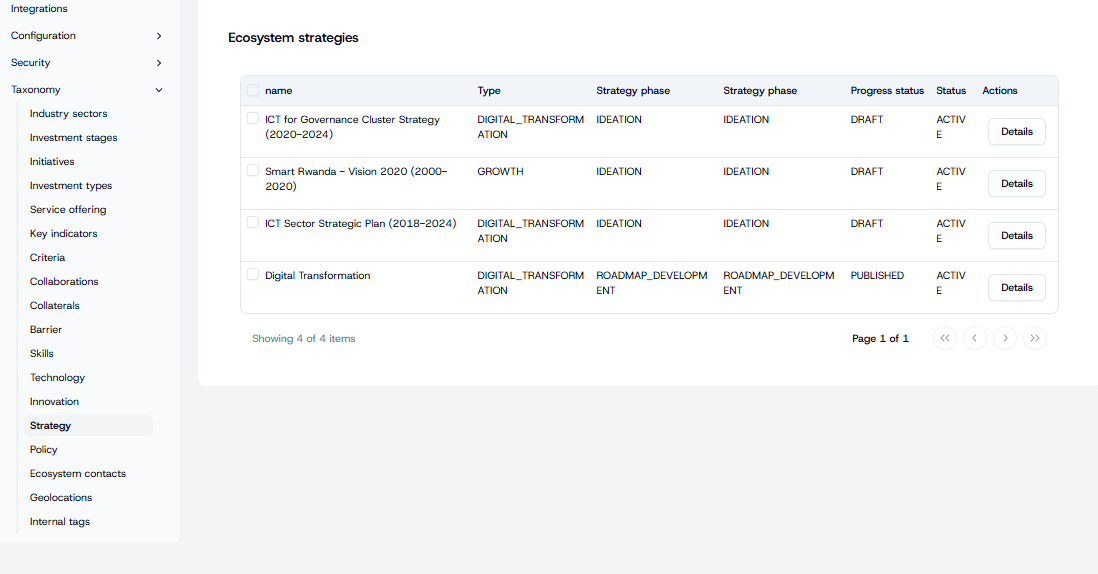 Integrations
Configuration
Security
Taxonomy
Industry sectors
Investment stages
Initiatives
Investment types
Service offering
Key indicators
Criteria
Collaborations
Collaterals
Barrier
Skills
Technology
Innovation
Strategy
Policy
Ecosystem contacts
Geolocations
Internal tags
Ecosystem strategies
name Type Strategy phase Strategy phase Progress status Status Actions
ICT for Governance Cluster Strategy DIGITAL_TRANSFORM IDEATION IDEATION DRAFT ACTIV
(2020-2024) ATION E Details
Smart Rwanda - Vision 2020 (2000- GROWTH IDEATION IDEATION DRAFT ACTIV
2020) E Details
ICT Sector Strategic Plan (2018-2024) DIGITAL_TRANSFORM IDEATION IDEATION DRAFT ACTIV
ATION E Details
Digital Transformation DIGITAL_TRANSFORM ROADMAP_DEVELOPM ROADMAP_DEVELOPM PUBLISHED ACTIV
ATION ENT ENT E Details
Showing 4 of 4 items Page 1 of 1